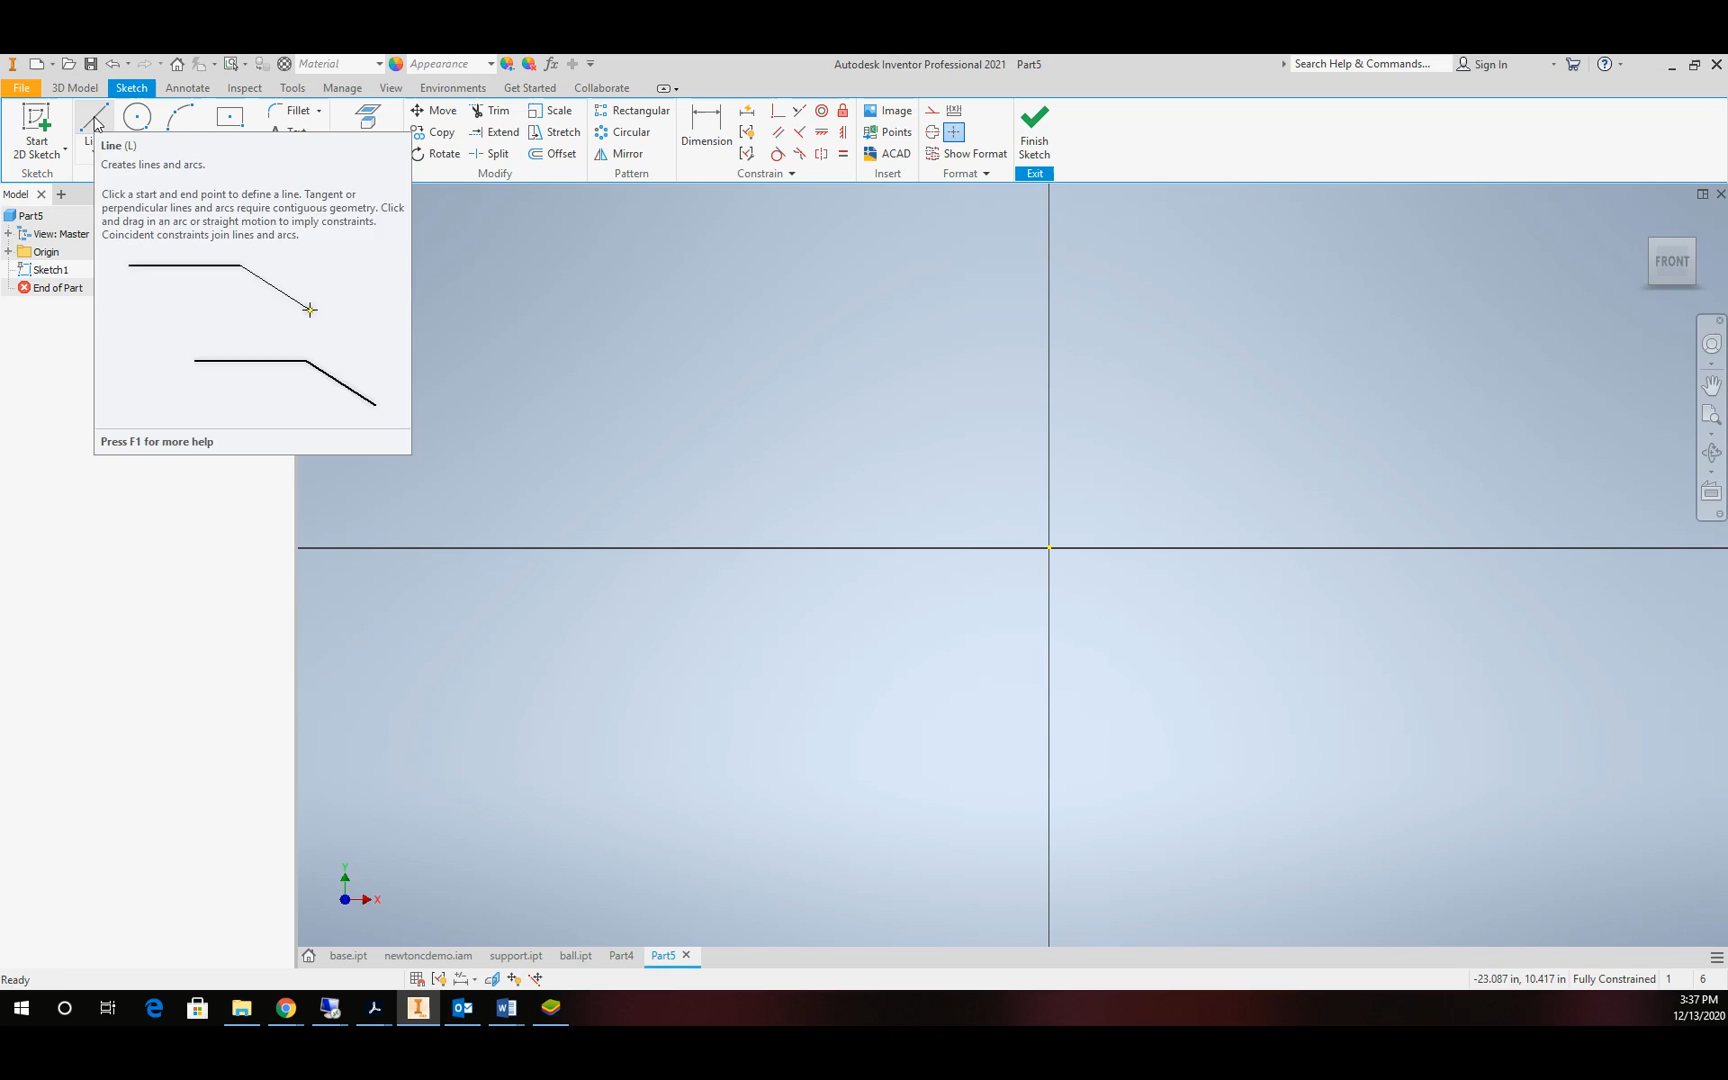 Material
Appearance
fx
Autodesk Inventor Professional 2021 Part5
Search Help & Commands...
Sign In
File 3D Model Sketch Annotate Inspect Tools Manage View Environments Get Started Collaborate
Start
2D Sketch
Sketch
Fillet
Move Trim Scale
Copy Extend Stretch
Rotate Split Offset
Modify
Rectangular
Circular
Mirror
Pattern
Dimension
Constrain
Image
Points
ACAD
Insert
Show Format
Format
Finish
Sketch
Exit
Line (L)
Creates lines and arcs.
Click a start and end point to define a line. Tangent or
perpendicular lines and arcs require contiguous geometry. Click
and drag in an arc or straight motion to imply constraints.
Coincident constraints join lines and arcs.
Press F1 for more help
Model
Part5
View: Master
Origin
Sketch1
End of Part
FRONT
Y
X
base.ipt newtoncdemo.iam support.ipt ball.ipt Part4 Part5
Ready
-23.087 in, 10.417 in Fully Constrained 1 6
3:37 PM
12/13/2020